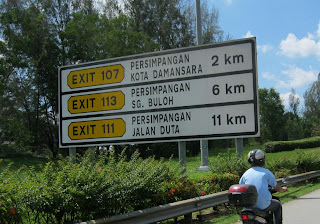 EXIT 107 PERSIMPANGAN 2 km
KOTA DAMANSARA
EXIT 113 PERSIMPANGAN 6 km
SG. BULOH
EXIT 111 PERSIMPANGAN 11 km
JALAN DUTA